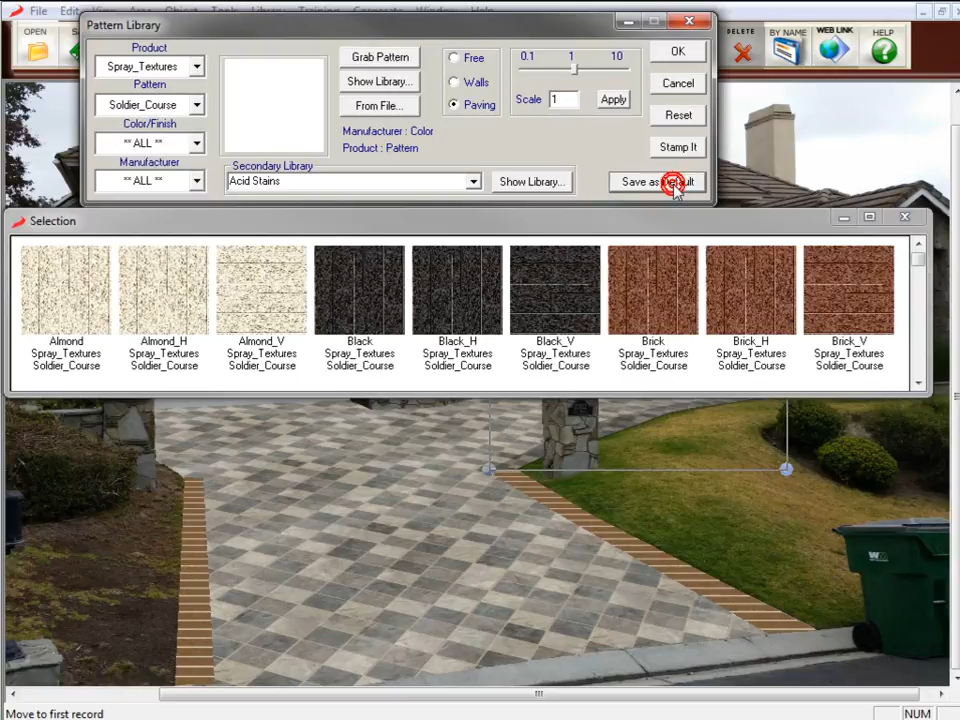 File
OPEN
DELETE
BY NAME
WEB LINK
HELP
Pattern Library
Product
Spray_Textures
Pattern
Soldier_Course
Color/Finish
** ALL **
Manufacturer
** ALL **
Grab Pattern
Show Library...
From File...
Manufacturer : Color
Product : Pattern
Free
Walls
Paving
0.1 1 10
Scale 1 Apply
OK
Cancel
Reset
Stamp It
Secondary Library
Acid Stains
Show Library...
Save as Default
Selection
Almond
Spray_Textures
Soldier_Course
Almond_H
Spray_Textures
Soldier_Course
Almond_V
Spray_Textures
Soldier_Course
Black
Spray_Textures
Soldier_Course
Black_H
Spray_Textures
Soldier_Course
Black_V
Spray_Textures
Soldier_Course
Brick
Spray_Textures
Soldier_Course
Brick_H
Spray_Textures
Soldier_Course
Brick_V
Spray_Textures
Soldier_Course
WM
Move to first record
NUM